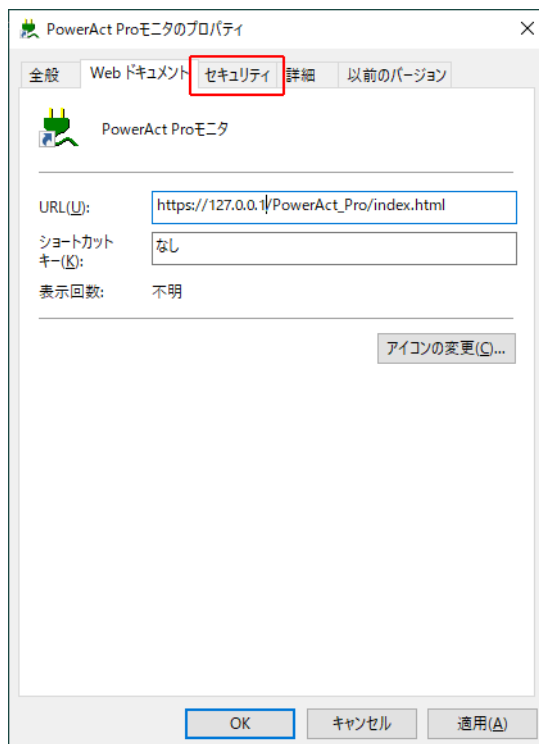 PowerAct Proモニタのプロパティ
全般 Web ドキュメント セキュリティ 詳細 以前のバージョン
PowerAct Proモニタ
URL(U): https://127.0.0.1/PowerAct_Pro/index.html
ショートカット
キー(K): なし
表示回数: 不明
アイコンの変更(C)...
OK キャンセル 適用(A)